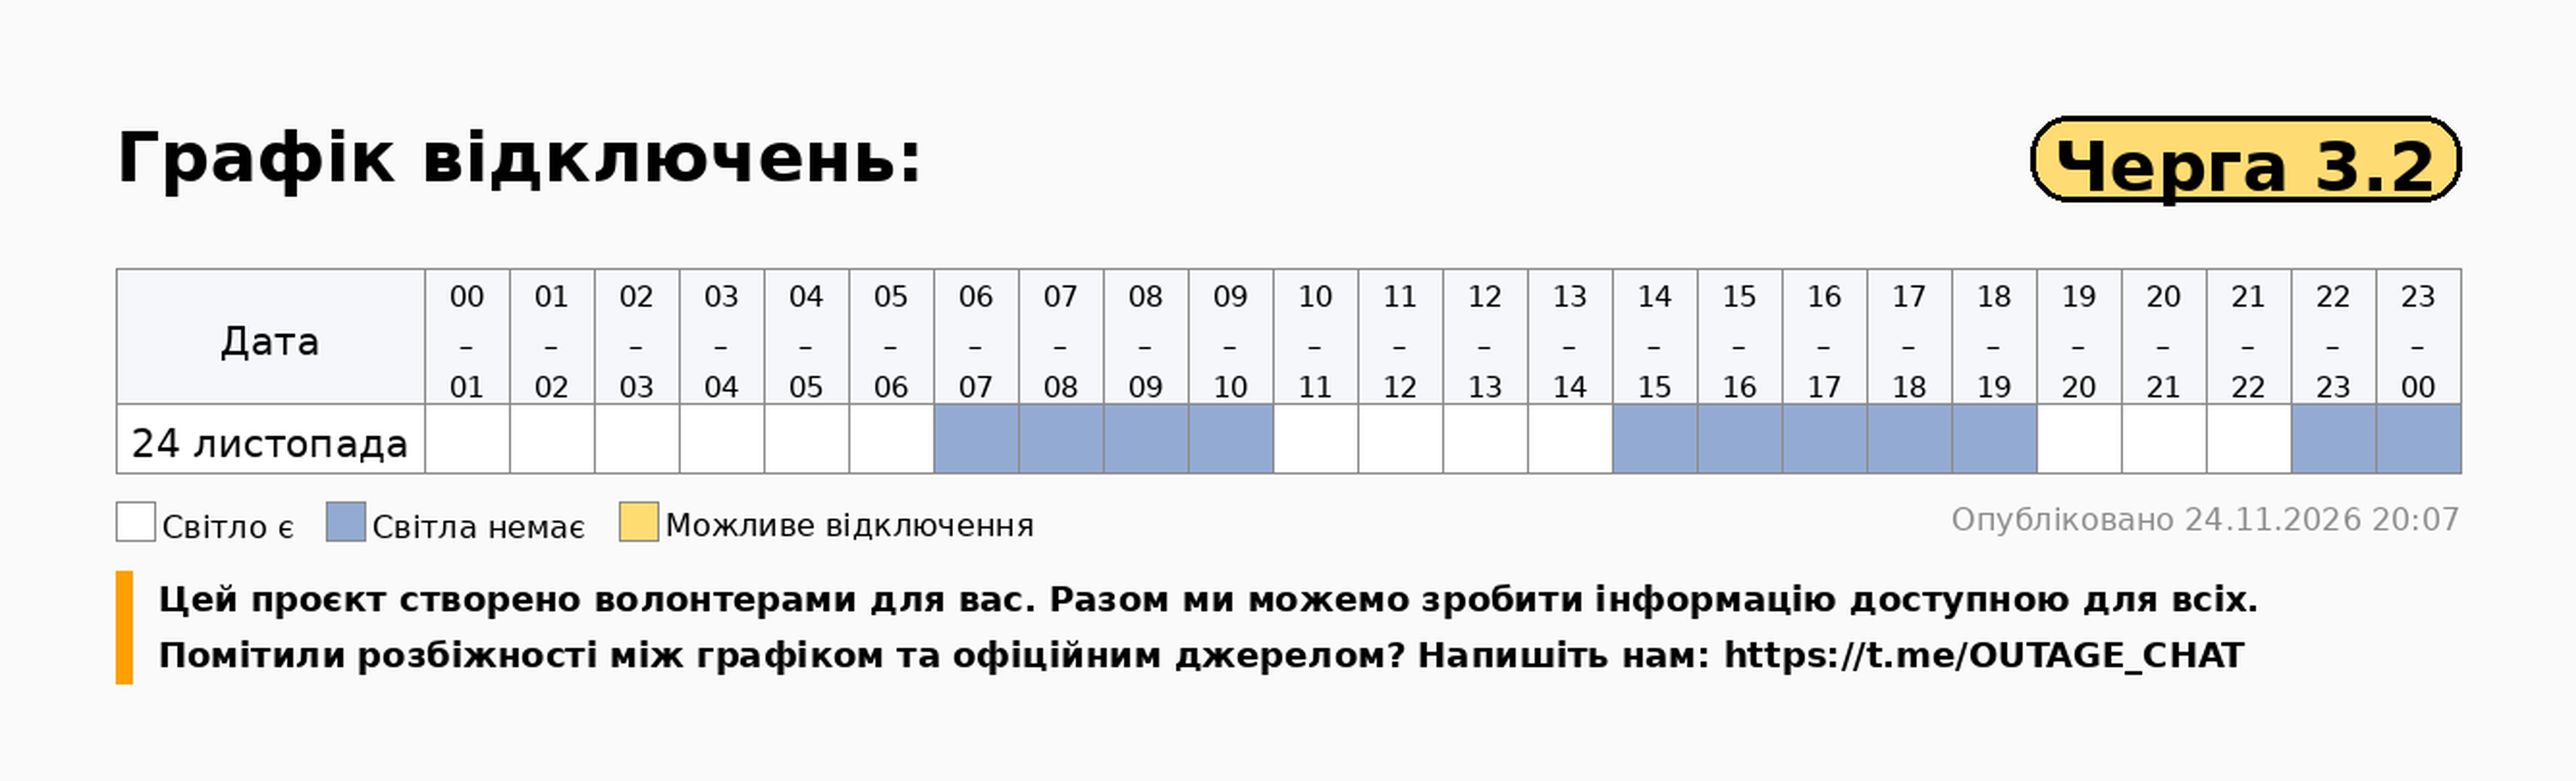 Графік відключень:
Черга 3.2
Дата 00 – 01 01 – 02 02 – 03 03 – 04 04 – 05 05 – 06 06 – 07 07 – 08 08 – 09 09 – 10 10 – 11 11 – 12 12 – 13 13 – 14 14 – 15 15 – 16 16 – 17 17 – 18 18 – 19 19 – 20 20 – 21 21 – 22 22 – 23 23 – 00
24 листопада
Світло є Світла немає Можливе відключення
Опубліковано 24.11.2026 20:07
Цей проєкт створено волонтерами для вас. Разом ми можемо зробити інформацію доступною для всіх.
Помітили розбіжності між графіком та офіційним джерелом? Напишіть нам: https://t.me/OUTAGE_CHAT